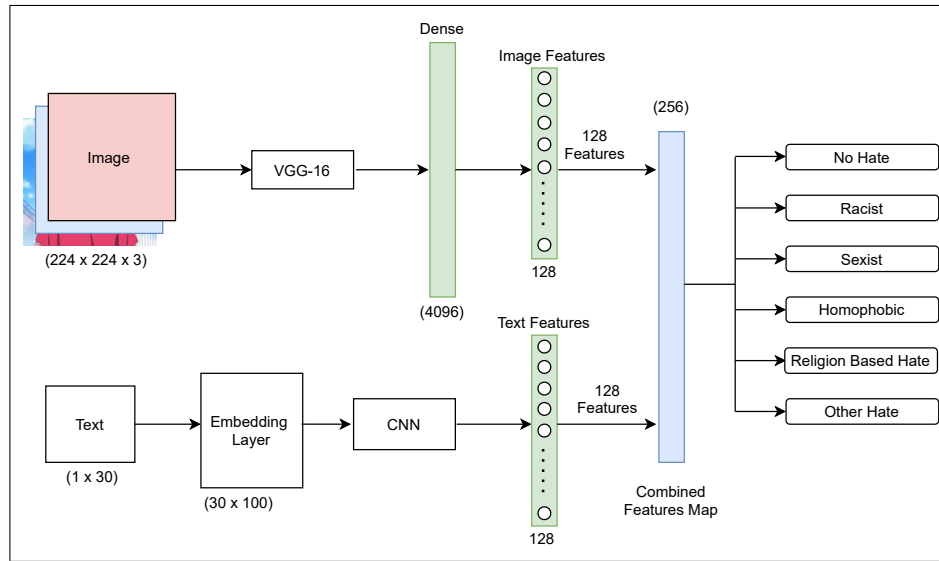 Dense
Image Features
Image
(224 x 224 x 3)
VGG-16
(4096)
128
128
Features
(256)
Text
(1 x 30)
Embedding
Layer
(30 x 100)
CNN
Text Features
128
128
Features
Combined
Features Map
No Hate
Racist
Sexist
Homophobic
Religion Based Hate
Other Hate